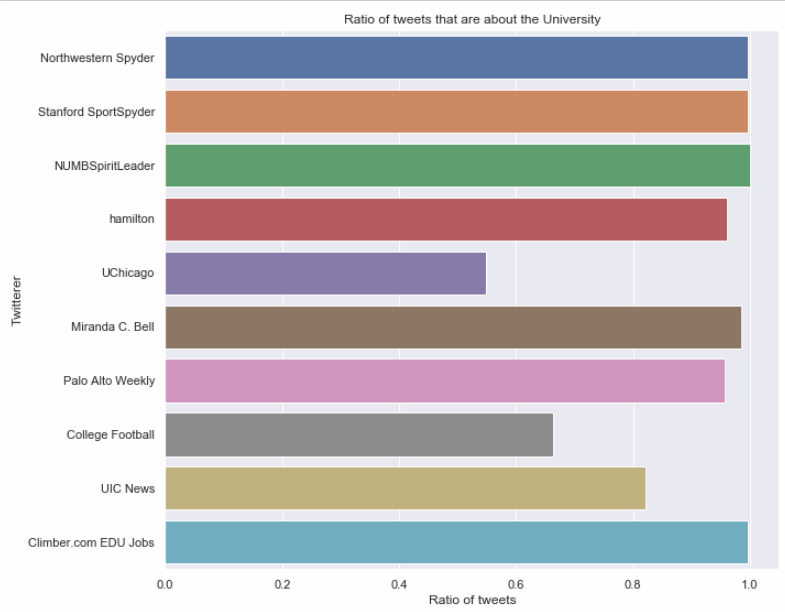 Ratio of tweets that are about the University
Northwestern Spyder
Stanford SportSpyder
NUMBSpiritLeader
hamilton
UChicago
Twitterer
Miranda C. Bell
Palo Alto Weekly
College Football
UIC News
Climber.com EDU Jobs
0.0 0.2 0.4 0.6 0.8 1.0
Ratio of tweets